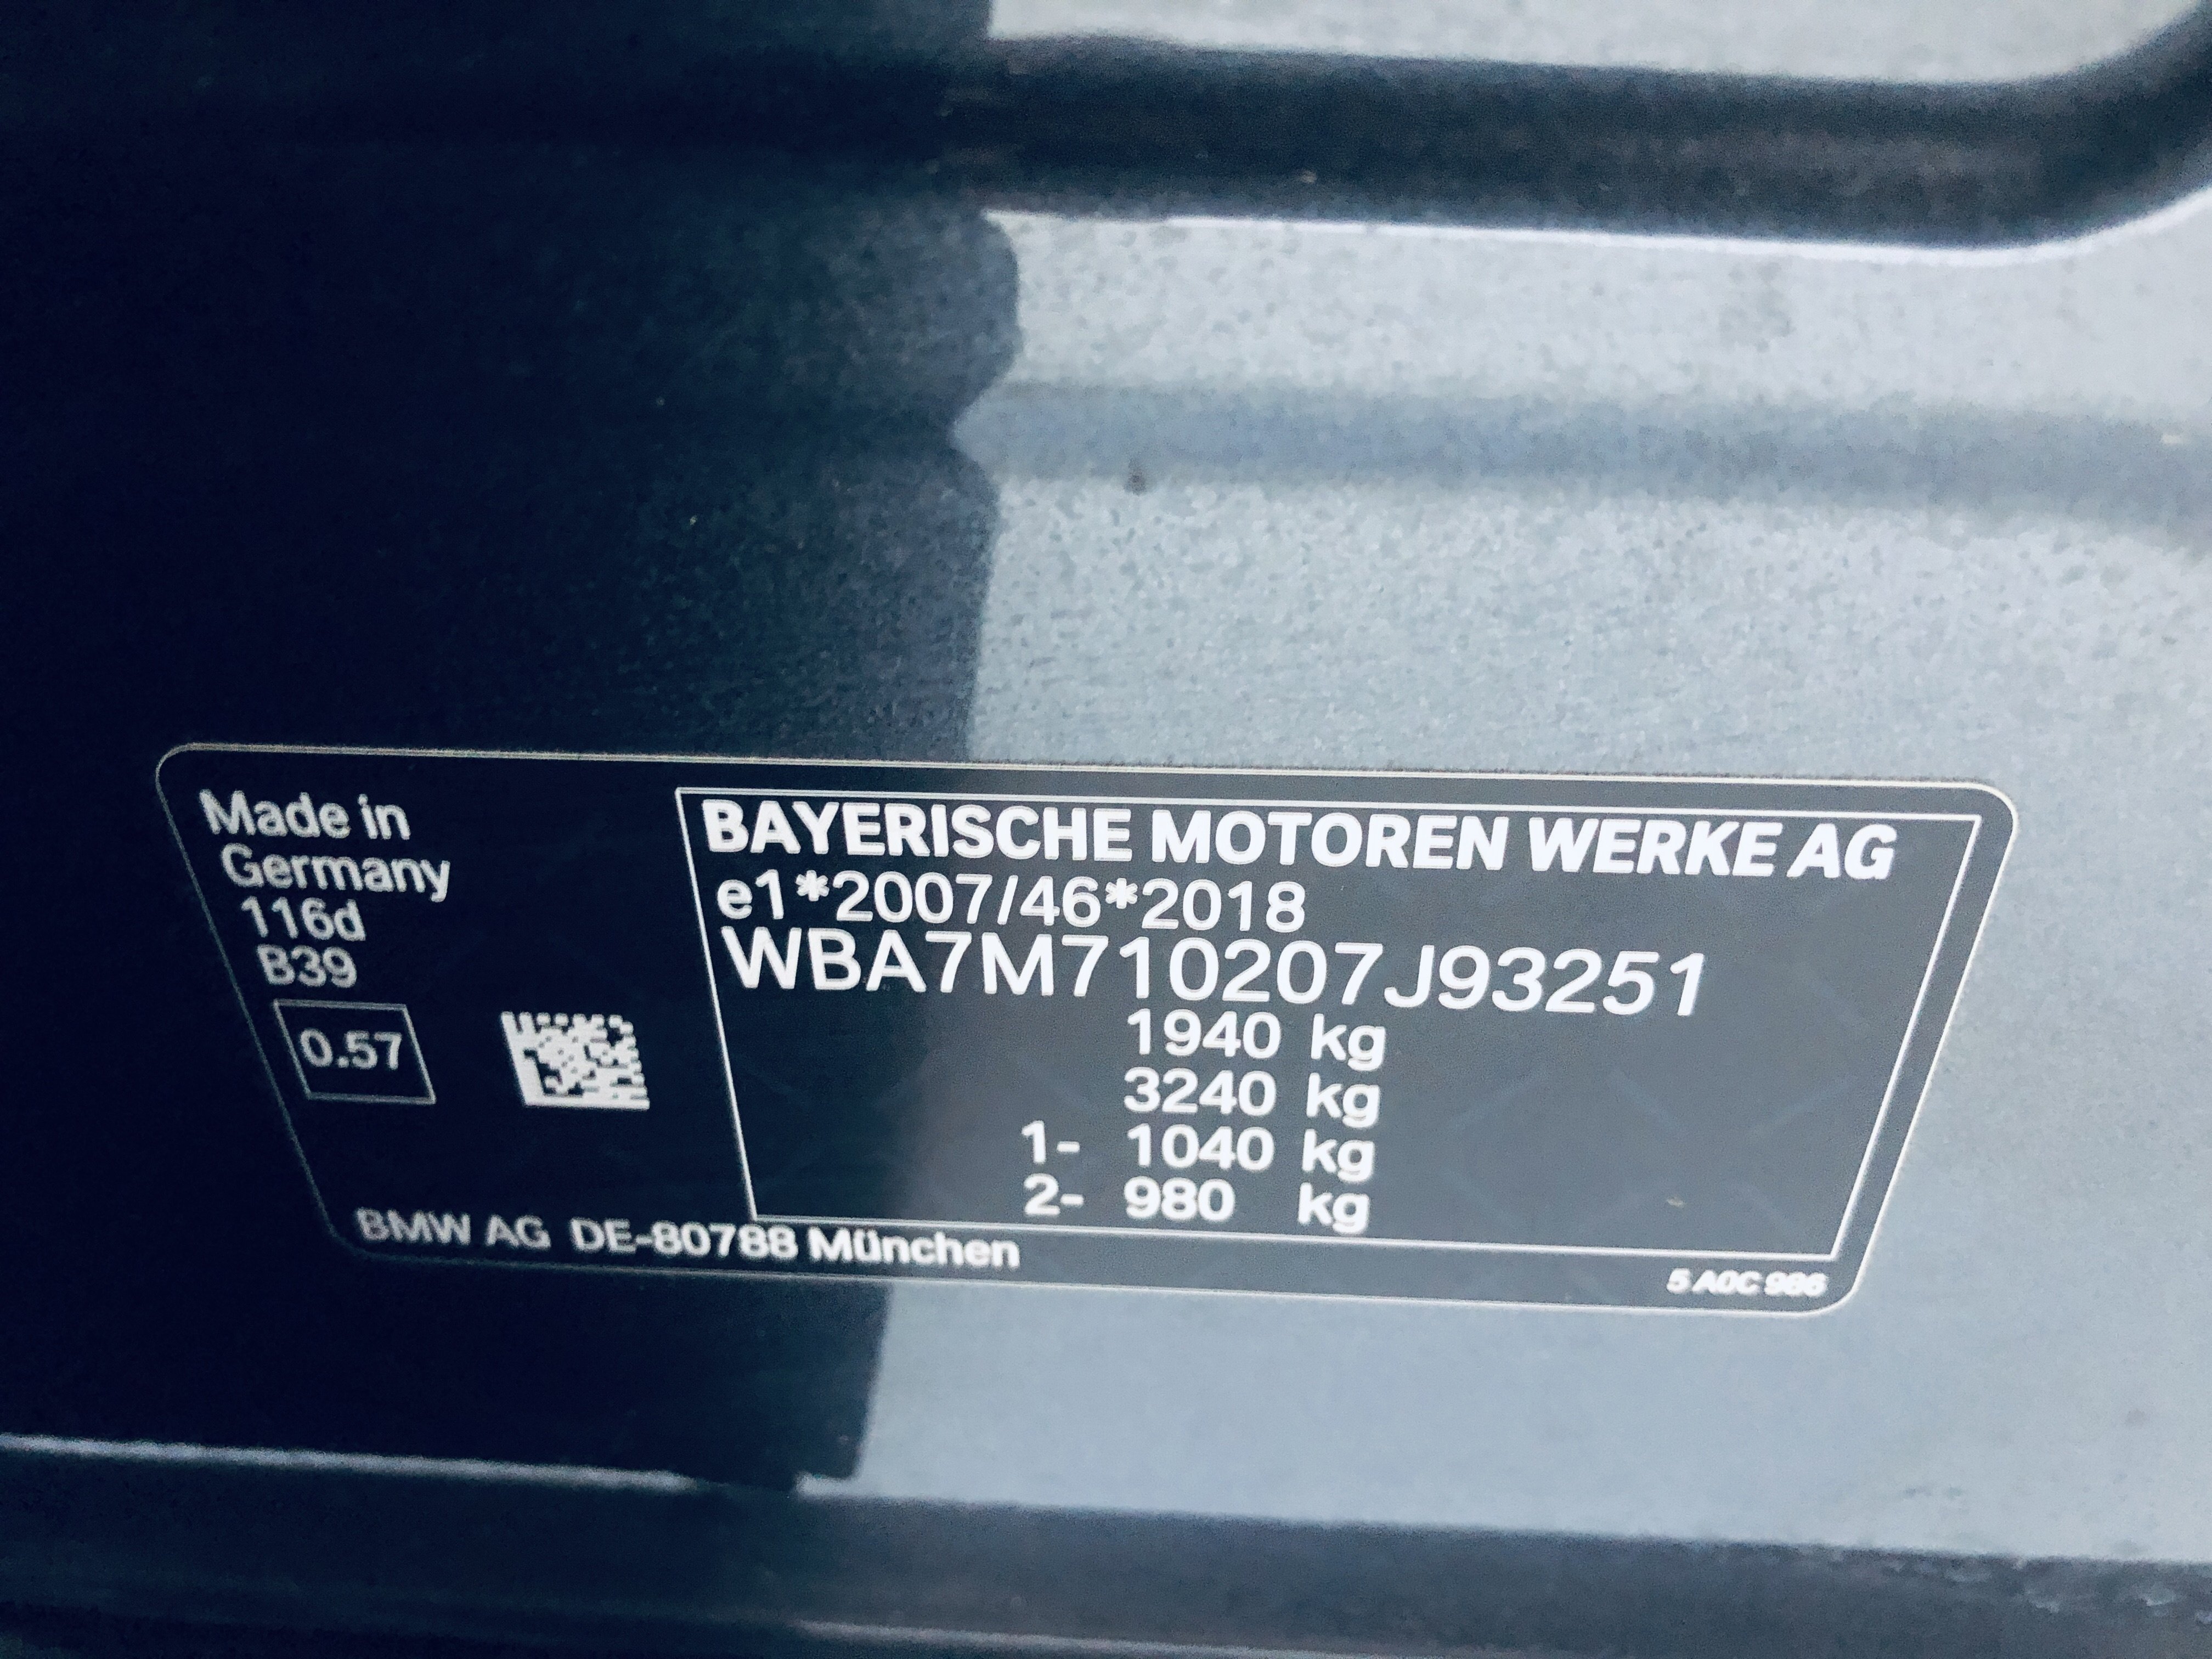 Made in
Germany
116d
B39
0.57
BAYERISCHE MOTOREN WERKE AG
e1*2007/46*2018
WBA7M710207J93251
1940 kg
3240 kg
1- 1040 kg
2- 980 kg
BMW AG DE-80788 München
5 A0C 986